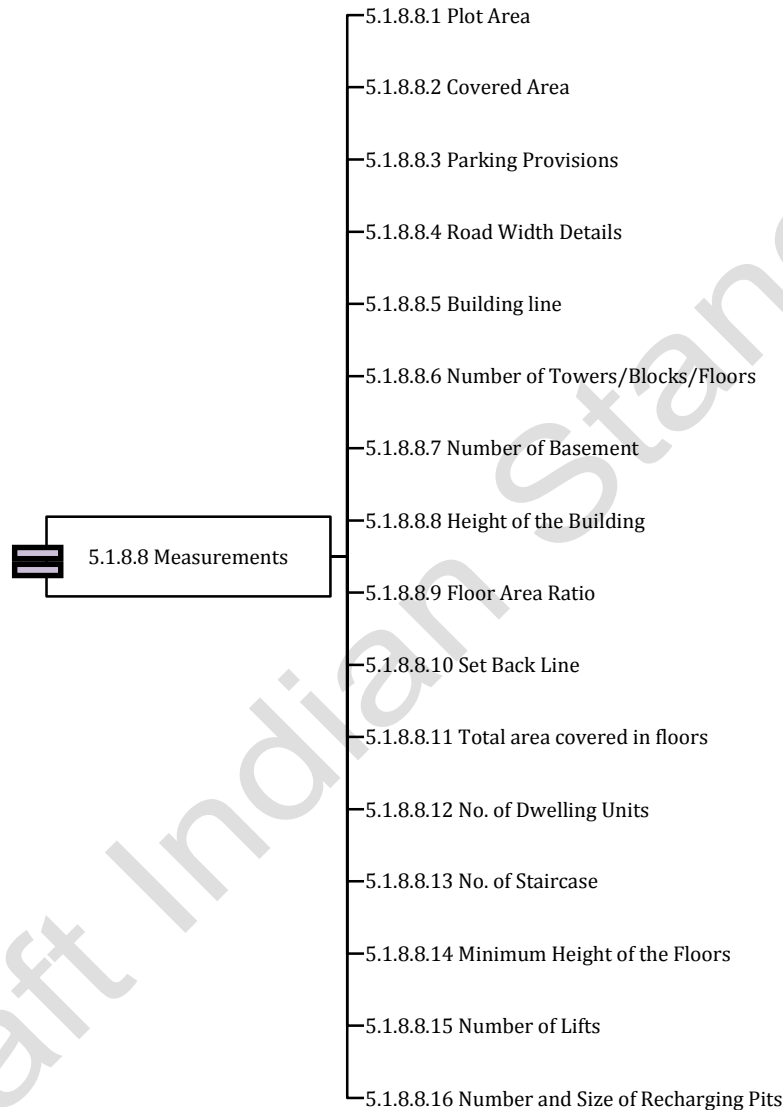 5.1.8.8.1 Plot Area
5.1.8.8.2 Covered Area
5.1.8.8.3 Parking Provisions
5.1.8.8.4 Road Width Details
5.1.8.8.5 Building line
5.1.8.8.6 Number of Towers/Blocks/Floors
5.1.8.8.7 Number of Basement
5.1.8.8.8 Height of the Building
5.1.8.8 Measurements
5.1.8.8.9 Floor Area Ratio
5.1.8.8.10 Set Back Line
5.1.8.8.11 Total area covered in floors
5.1.8.8.12 No. of Dwelling Units
5.1.8.8.13 No. of Staircase
5.1.8.8.14 Minimum Height of the Floors
5.1.8.8.15 Number of Lifts
5.1.8.8.16 Number and Size of Recharging Pits
aft Indian Stan